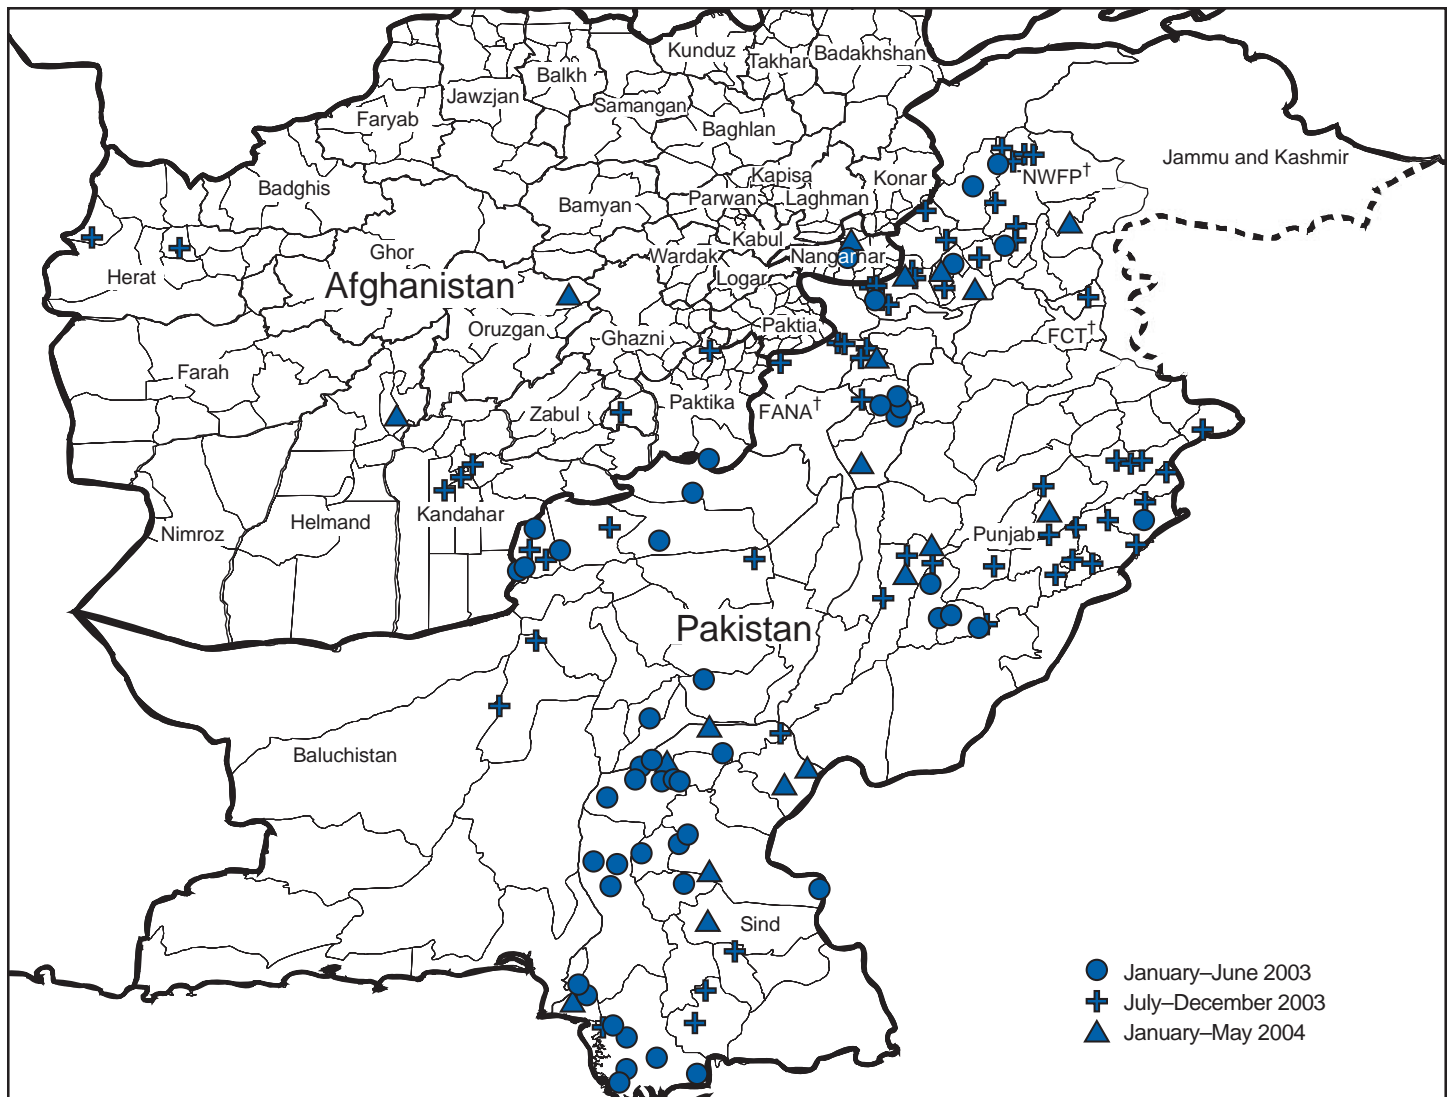 Kunduz
Takhar
Badakhshan
Balkh
Jawzjan
Samangan
Faryab
Baghlan
Jammu and Kashmir
Kapisa
Konar
NWFP†
Badghis
Parwan
Laghman
Bamyan
Kabul
Ghor
Wardak
Nangarhar
Herat
Logar
Afghanistan
Oruzgan
Paktia
Ghazni
FCT†
Farah
Zabul
Paktika
FANA†
Kandahar
Helmand
Nimroz
Punjab
Pakistan
Baluchistan
Sind
January–June 2003
July–December 2003
January–May 2004